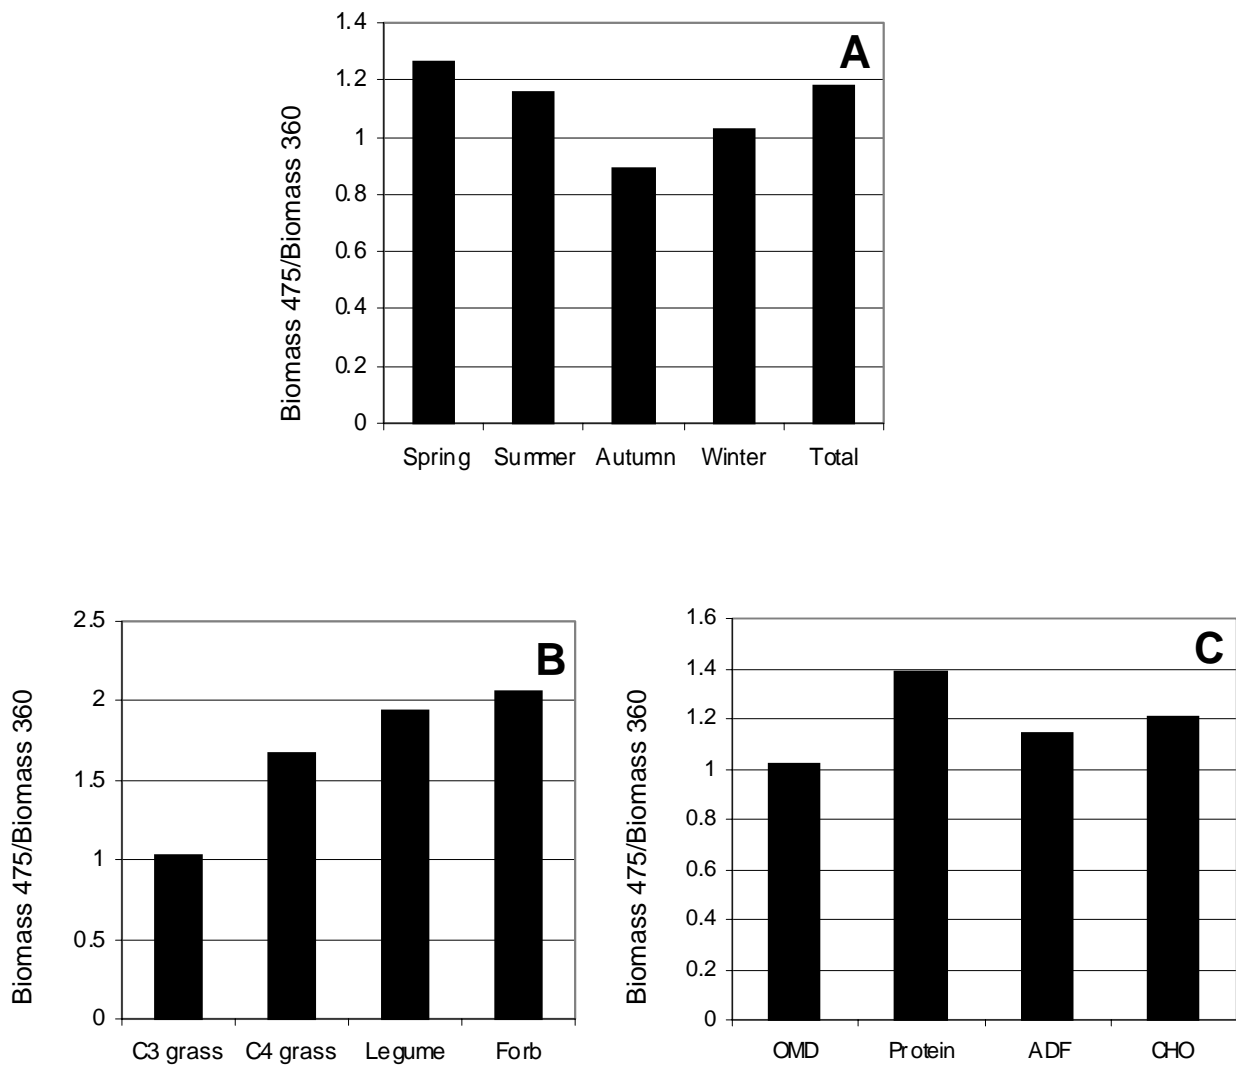 A
Biomass 475/Biomass 360
1.4
1.2
1
0.8
0.6
0.4
0.2
0
Spring Summer Autumn Winter Total
B
Biomass 475/Biomass 360
2.5
2
1.5
1
0.5
0
C3 grass C4 grass Legume Forb
C
Biomass 475/Biomass 360
1.6
1.4
1.2
1
0.8
0.6
0.4
0.2
0
OMD Protein ADF CHO